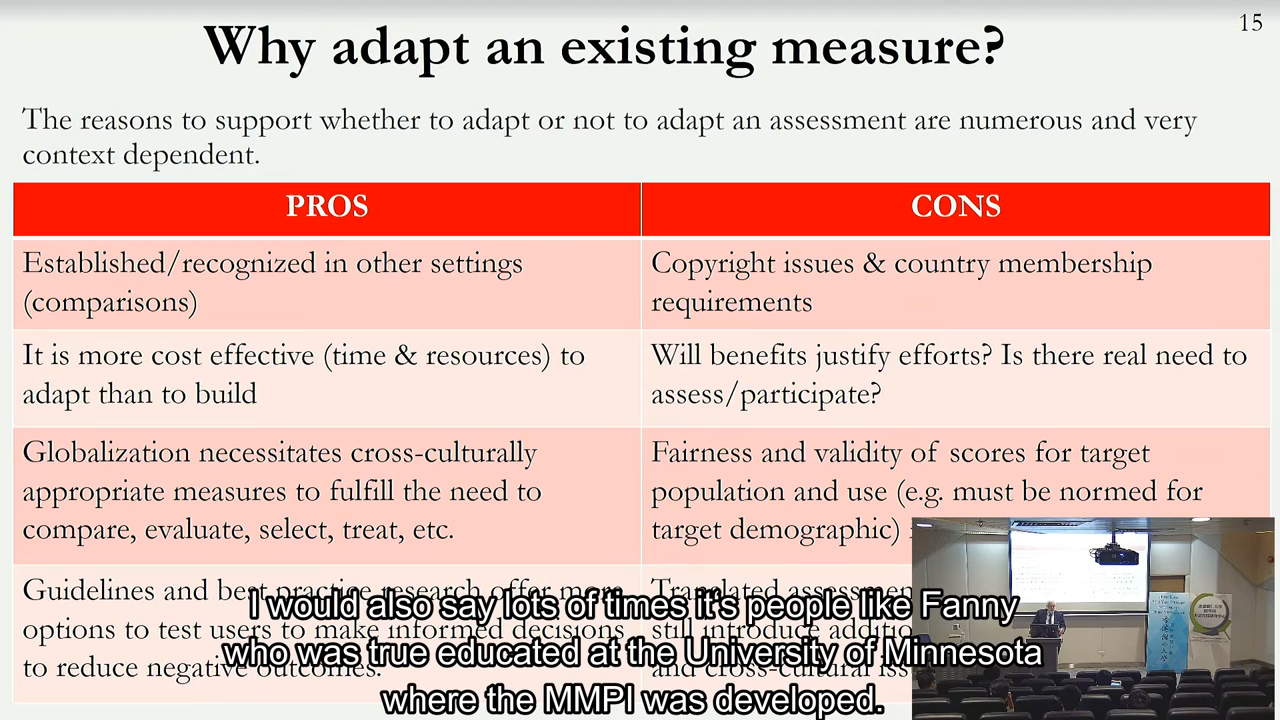 15
Why adapt an existing measure?
The reasons to support whether to adapt or not to adapt an assessment are numerous and very
context dependent.
PROS
CONS
Established/recognized in other settings
(comparisons)
Copyright issues & country membership
requirements
It is more cost effective (time & resources) to
adapt than to build
Will benefits justify efforts? Is there real need to
assess/participate?
Globalization necessitates cross-culturally
appropriate measures to fulfill the need to
compare, evaluate, select, treat, etc.
Fairness and validity of scores for target
population and use (e.g. must be normed for
target demographic)
Guidelines and best practice research offer more
options to test users to make informed decisions
to reduce negative outcomes.
Translated
still introduce
and cross-cultural
I would also say lots of times it's people like Fanny
who was true educated at the University of Minnesota
where the MMPI was developed.